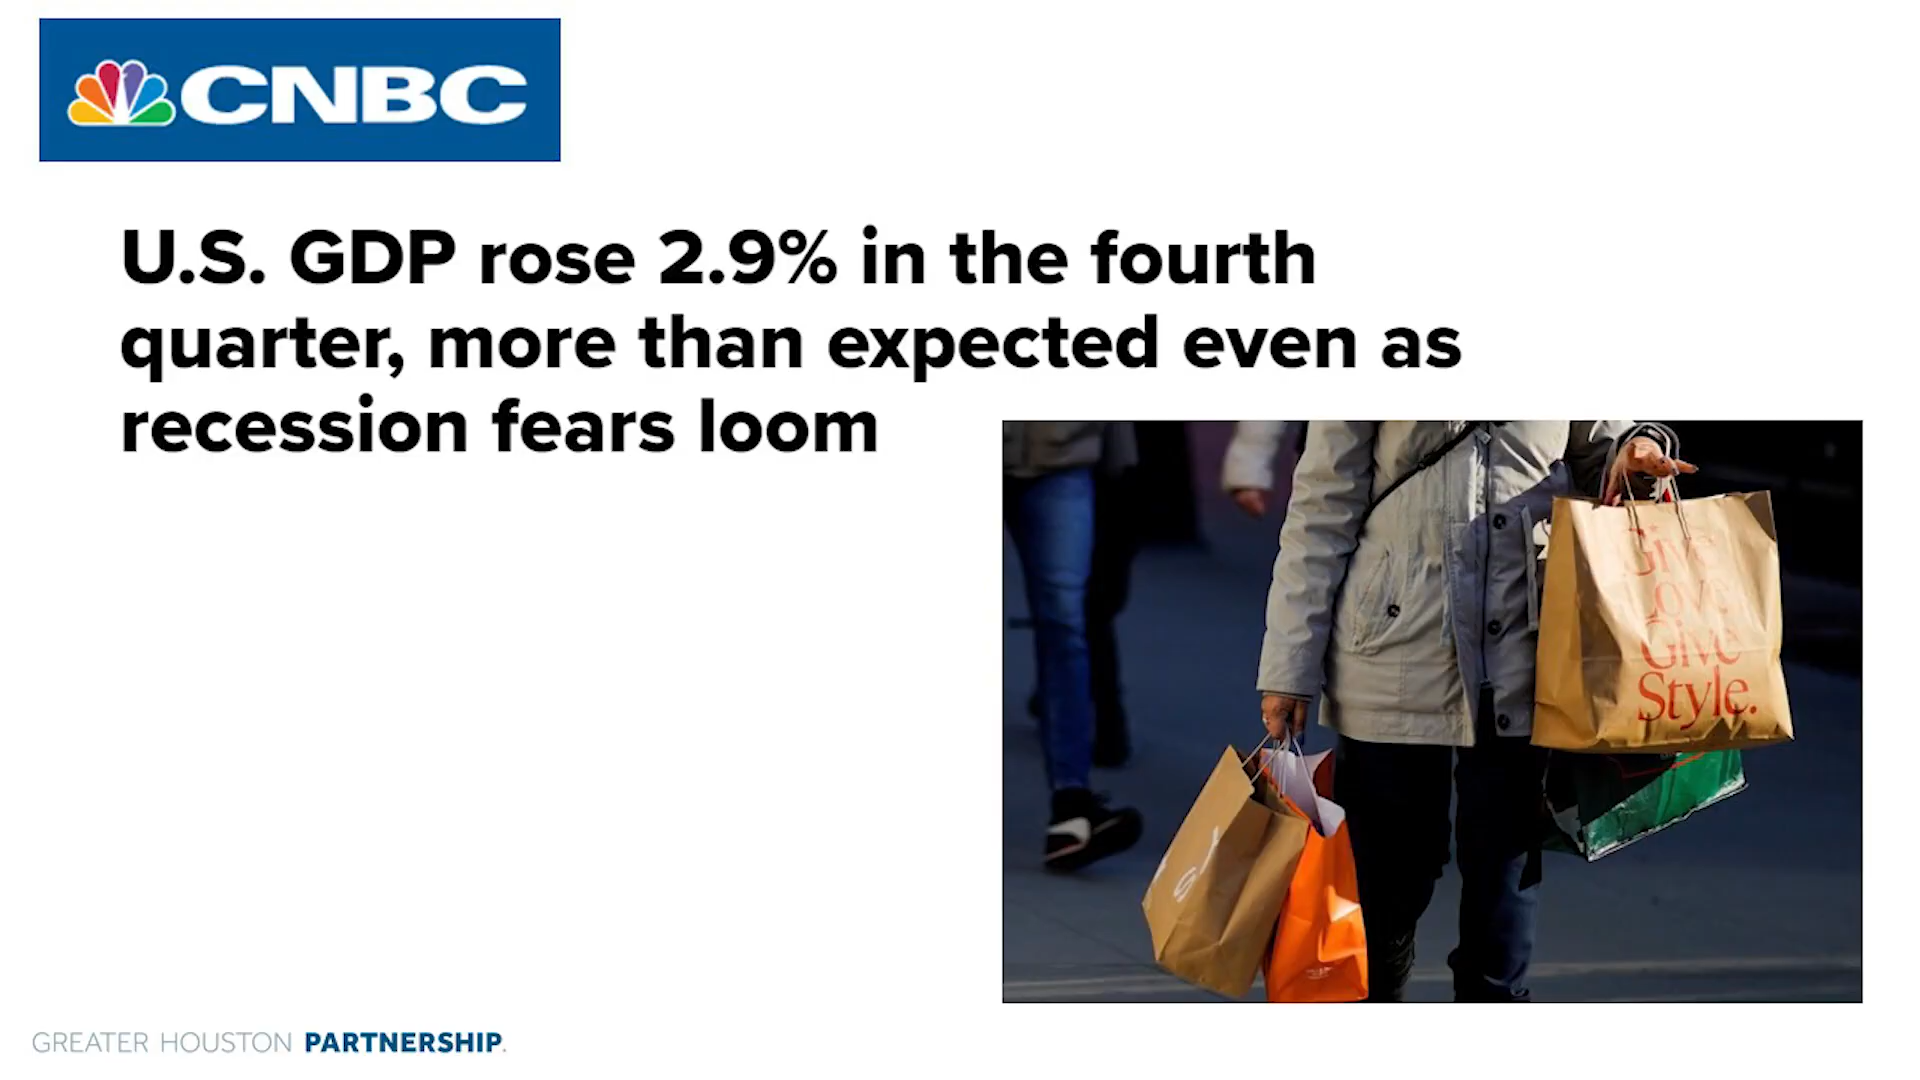 CNBC
U.S. GDP rose 2.9% in the fourth
quarter, more than expected even as
recession fears loom
Give
Love
Give
Style.
GREATER HOUSTON PARTNERSHIP.